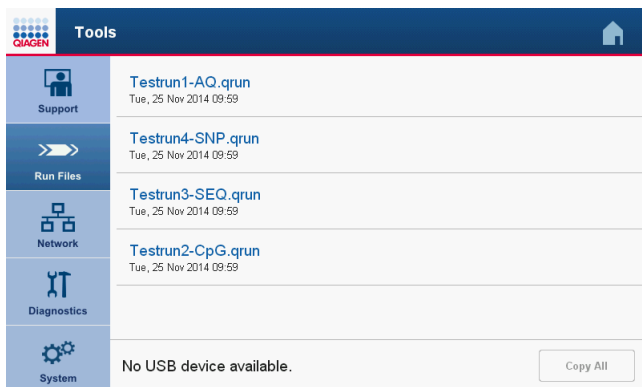 QIAGEN
Tools
Support
Run Files
Network
Diagnostics
System
Testrun1-AQ.qrun
Tue, 25 Nov 2014 09:59
Testrun4-SNP.qrun
Tue, 25 Nov 2014 09:59
Testrun3-SEQ.qrun
Tue, 25 Nov 2014 09:59
Testrun2-CpG.qrun
Tue, 25 Nov 2014 09:59
No USB device available.
Copy All